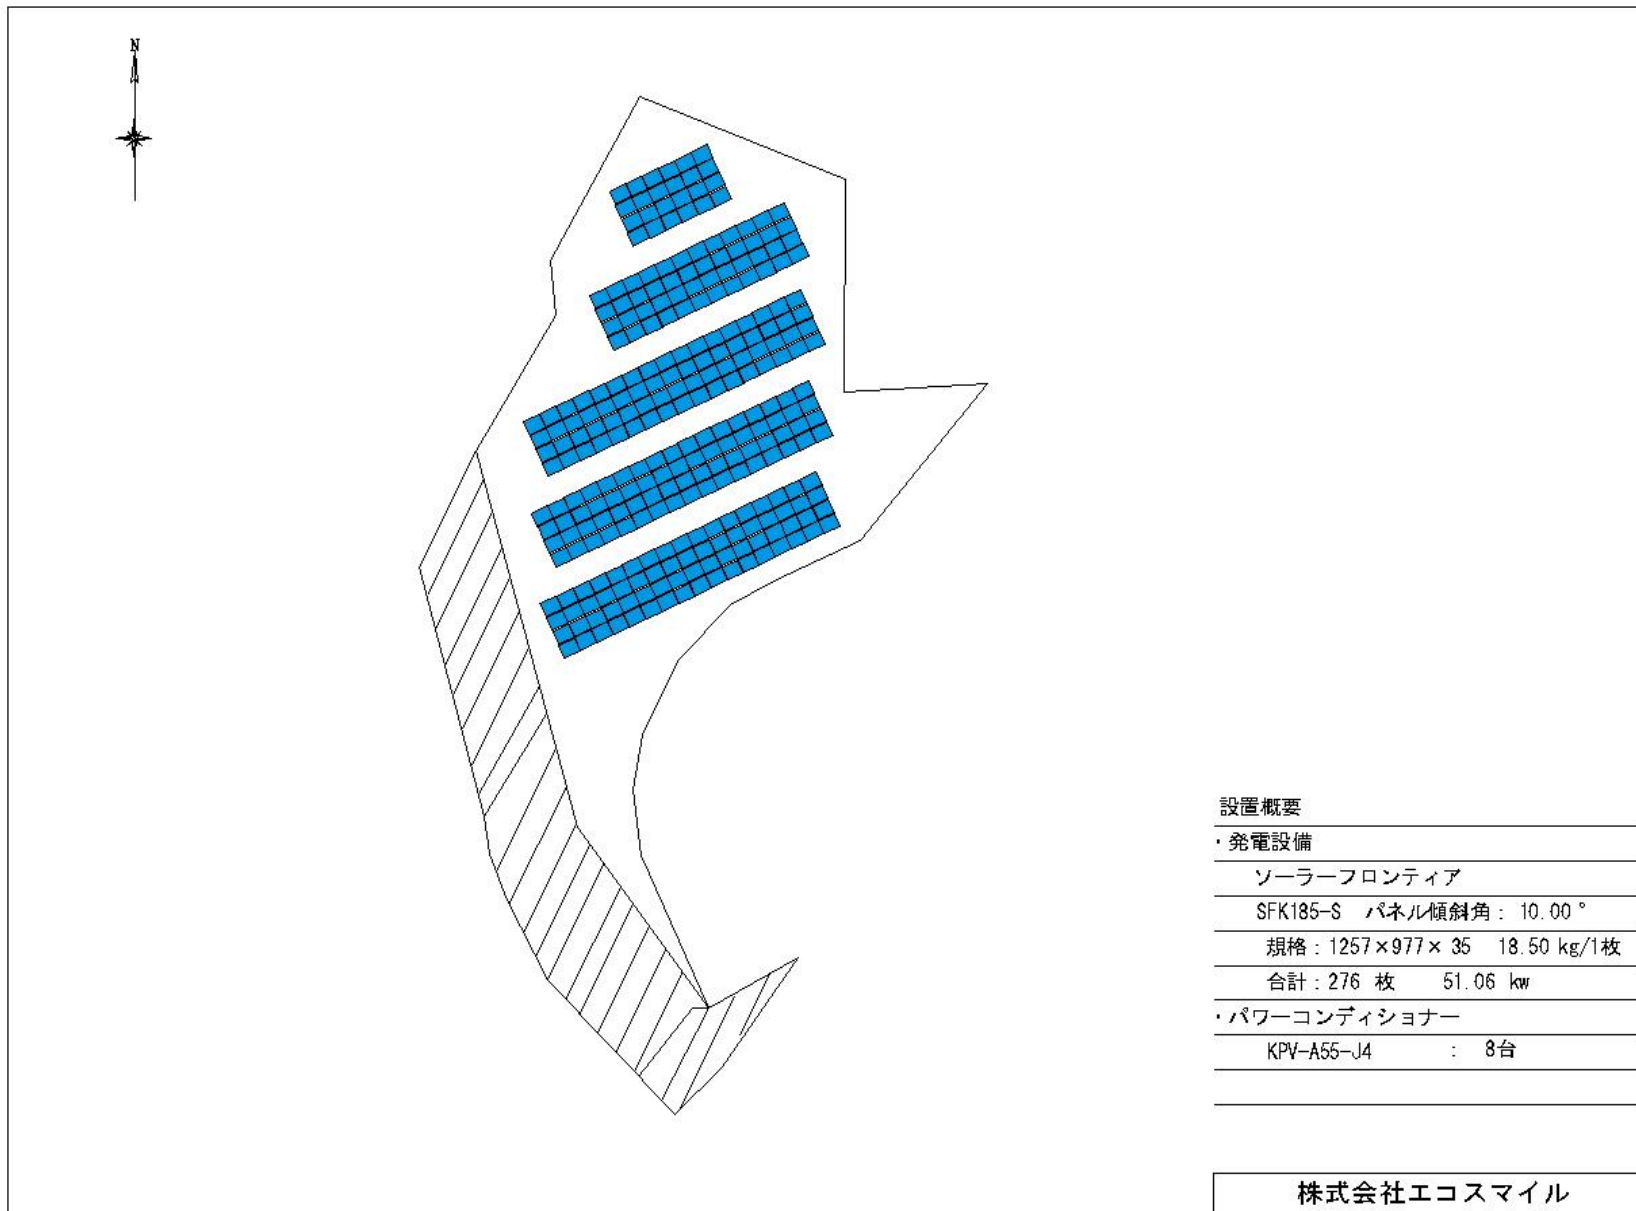 N
設置概要
・発電設備
ソーラーフロンティア
SFK185-S パネル傾斜角： 10.00°
規格：1257×977× 35 18.50 kg/1枚
合計：276 枚 51.06 kw
・パワーコンディショナー
KPV-A55-J4 ： 8台
株式会社エコスマイル